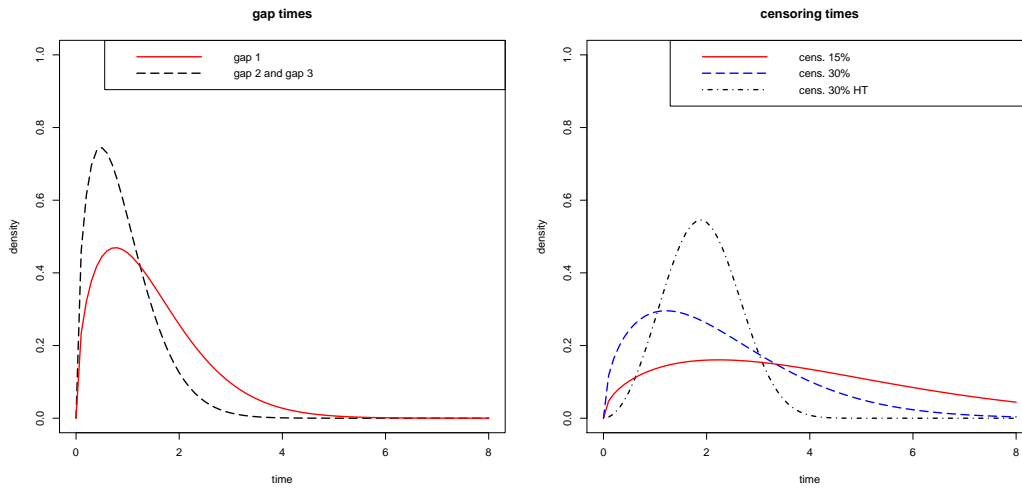 gap times
gap 1
gap 2 and gap 3
density
0.0 0.2 0.4 0.6 0.8 1.0
0 2 4 6 8
time
censoring times
cens. 15%
cens. 30%
cens. 30% HT
density
0.0 0.2 0.4 0.6 0.8 1.0
0 2 4 6 8
time